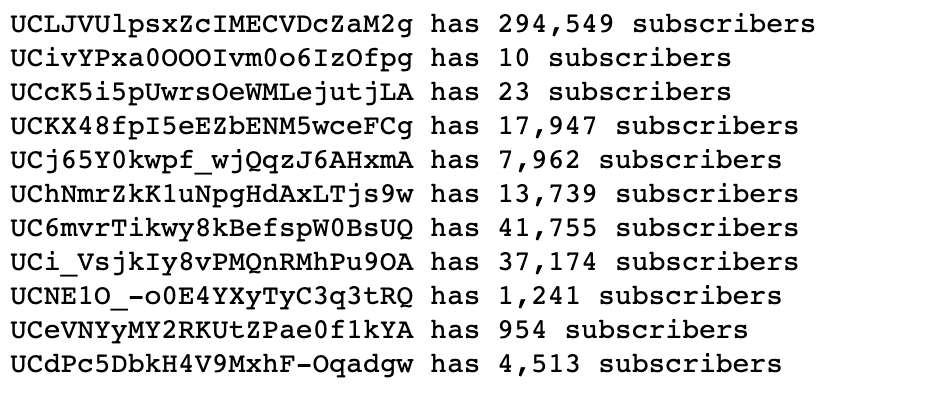 UCLJVUlpsxZcIMECVDcZaM2g has 294,549 subscribers
UCivYPxa0OOOIvm0o6IzOfpg has 10 subscribers
UCcK5i5pUwrsOeWMLejutjLA has 23 subscribers
UCKX48fpI5eEZbENM5wceFCg has 17,947 subscribers
UCj65Y0kwpf_wjQqzJ6AHxmA has 7,962 subscribers
UChNmrZkK1uNpgHdAxLTjs9w has 13,739 subscribers
UC6mvrTikwy8kBefspW0BsUQ has 41,755 subscribers
UCi_VsjkIy8vPMQnRMhPu9OA has 37,174 subscribers
UCNE1O_-o0E4YXyTyC3q3tRQ has 1,241 subscribers
UCeVNYyMY2RKUtZPae0f1kYA has 954 subscribers
UCdPc5DbkH4V9MxhF-Oqadgw has 4,513 subscribers